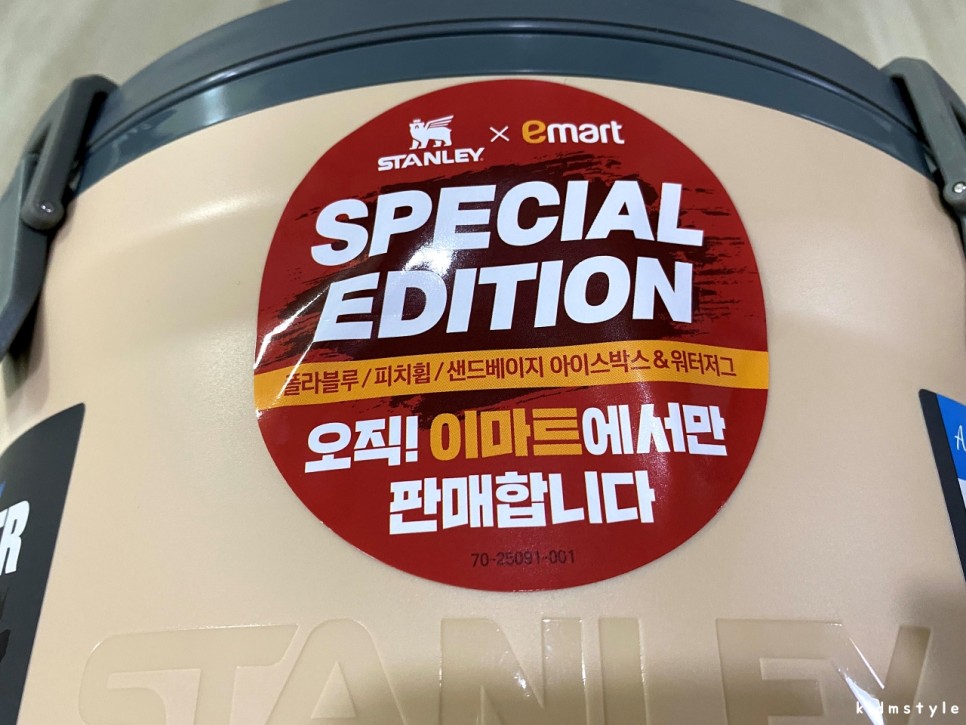 STANLEY × emart
SPECIAL
EDITION
폴라블루/피치휩/샌드베이지 아이스박스&워터저그
오직! 이마트에서만
판매합니다
70-25091-001
STANLEY
kidmstyle